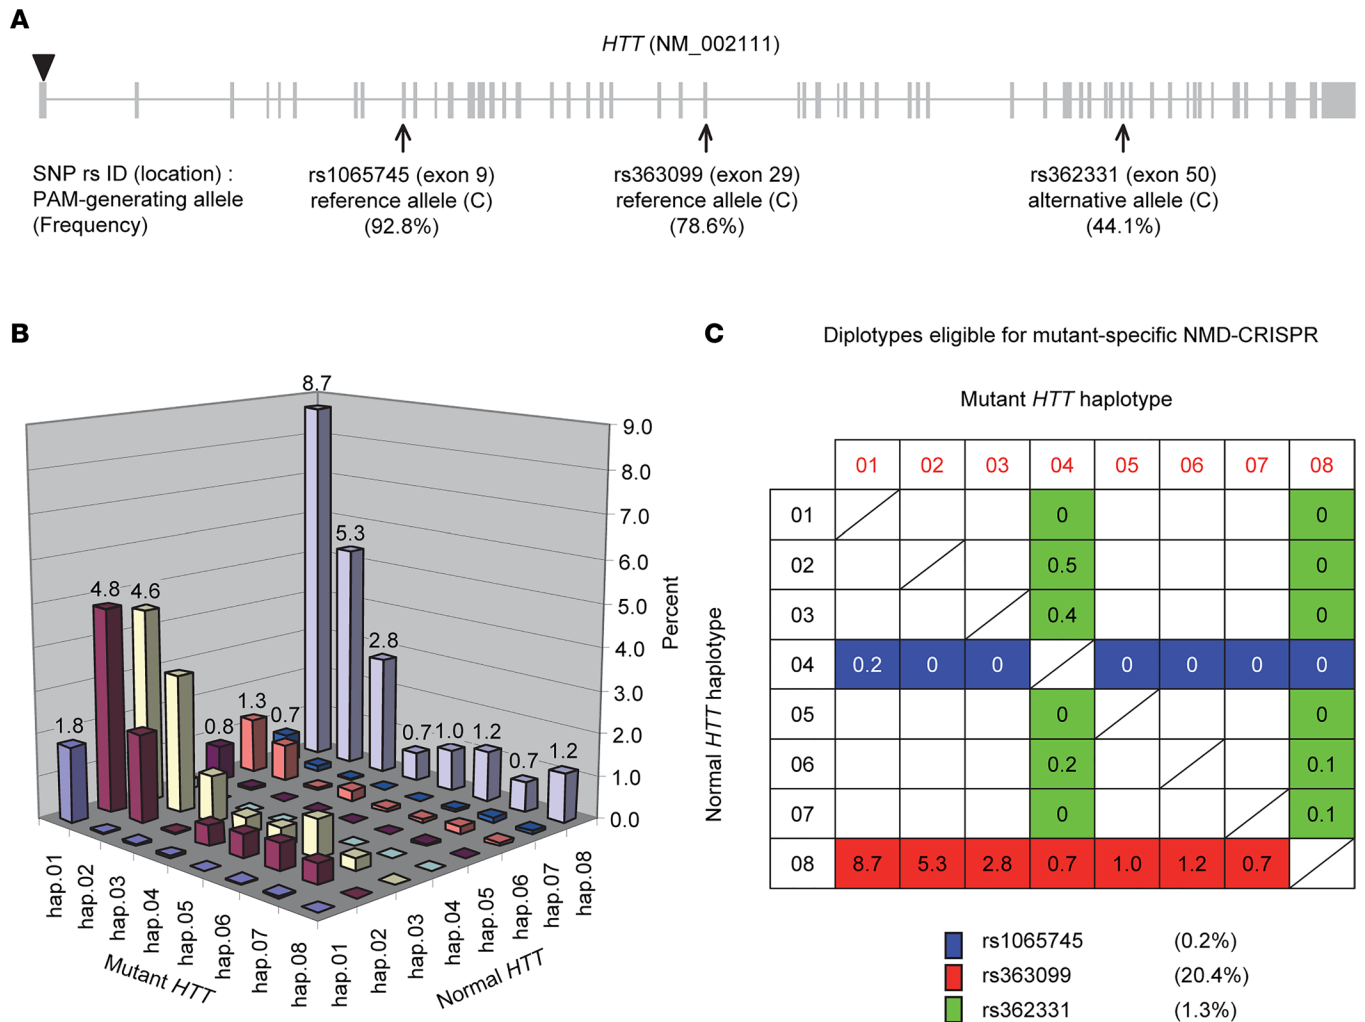 A
HTT (NM_002111)
SNP rs ID (location) :
PAM-generating allele
(Frequency)
rs1065745 (exon 9)
reference allele (C)
(92.8%)
rs363099 (exon 29)
reference allele (C)
(78.6%)
rs362331 (exon 50)
alternative allele (C)
(44.1%)
B
8.7
5.3
2.8
0.7
1.0
1.2
0.7
1.2
4.8
4.6
1.8
0.8
1.3
0.7
9.0
8.0
7.0
6.0
5.0
4.0
3.0
2.0
1.0
0.0
Percent
hap.01
hap.02
hap.03
hap.04
hap.05
hap.06
hap.07
hap.08
Mutant HTT
hap.01
hap.02
hap.03
hap.04
hap.05
hap.06
hap.07
hap.08
Normal HTT
C
Diplotypes eligible for mutant-specific NMD-CRISPR
Mutant HTT haplotype
Normal HTT haplotype
01 02 03 04 05 06 07 08
01 0 0
02 0.5 0
03 0.4 0
04 0.2 0 0 0 0 0 0
05 0 0
06 0.2 0.1
07 0 0.1
08 8.7 5.3 2.8 0.7 1.0 1.2 0.7
rs1065745 (0.2%)
rs363099 (20.4%)
rs362331 (1.3%)